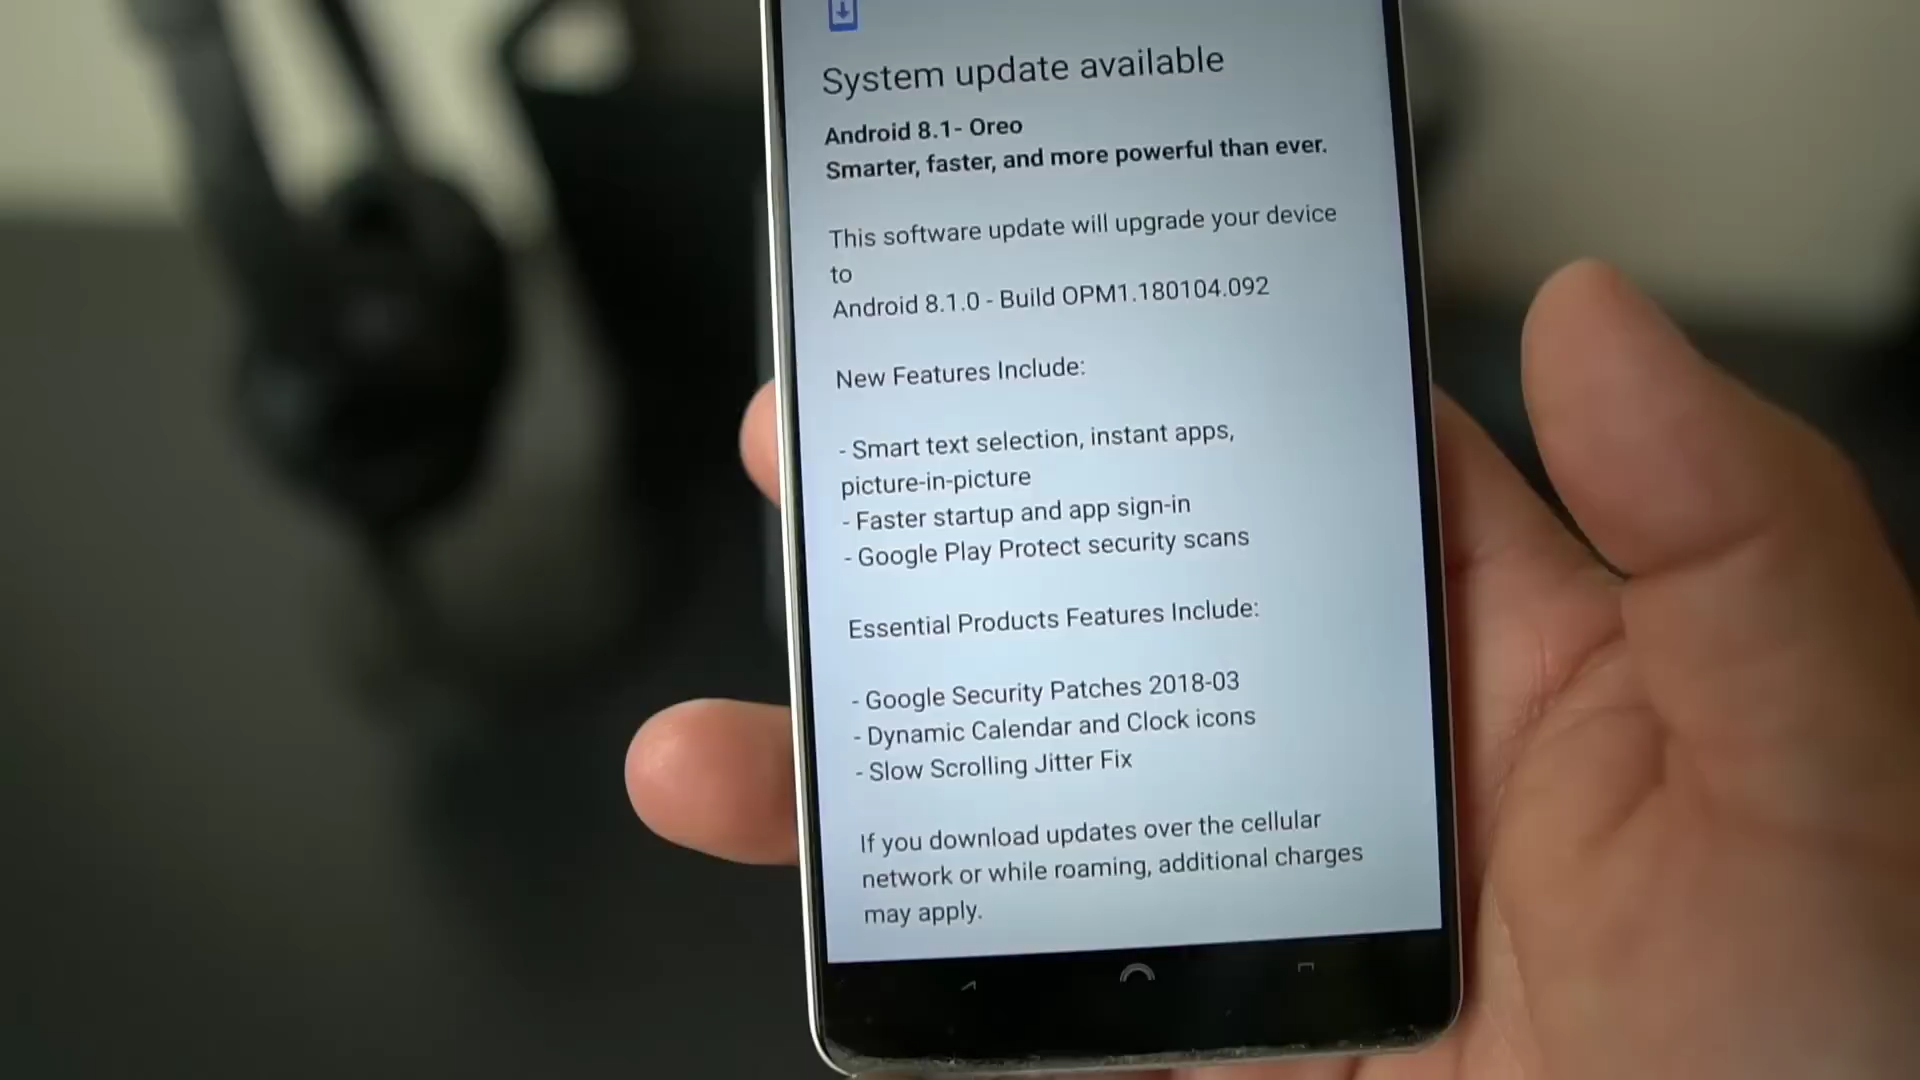 System update available
Android 8.1- Oreo
Smarter, faster, and more powerful than ever.
This software update will upgrade your device
to
Android 8.1.0 - Build OPM1.180104.092
New Features Include:
- Smart text selection, instant apps,
picture-in-picture
- Faster startup and app sign-in
- Google Play Protect security scans
Essential Products Features Include:
- Google Security Patches 2018-03
- Dynamic Calendar and Clock icons
- Slow Scrolling Jitter Fix
If you download updates over the cellular
network or while roaming, additional charges
may apply.